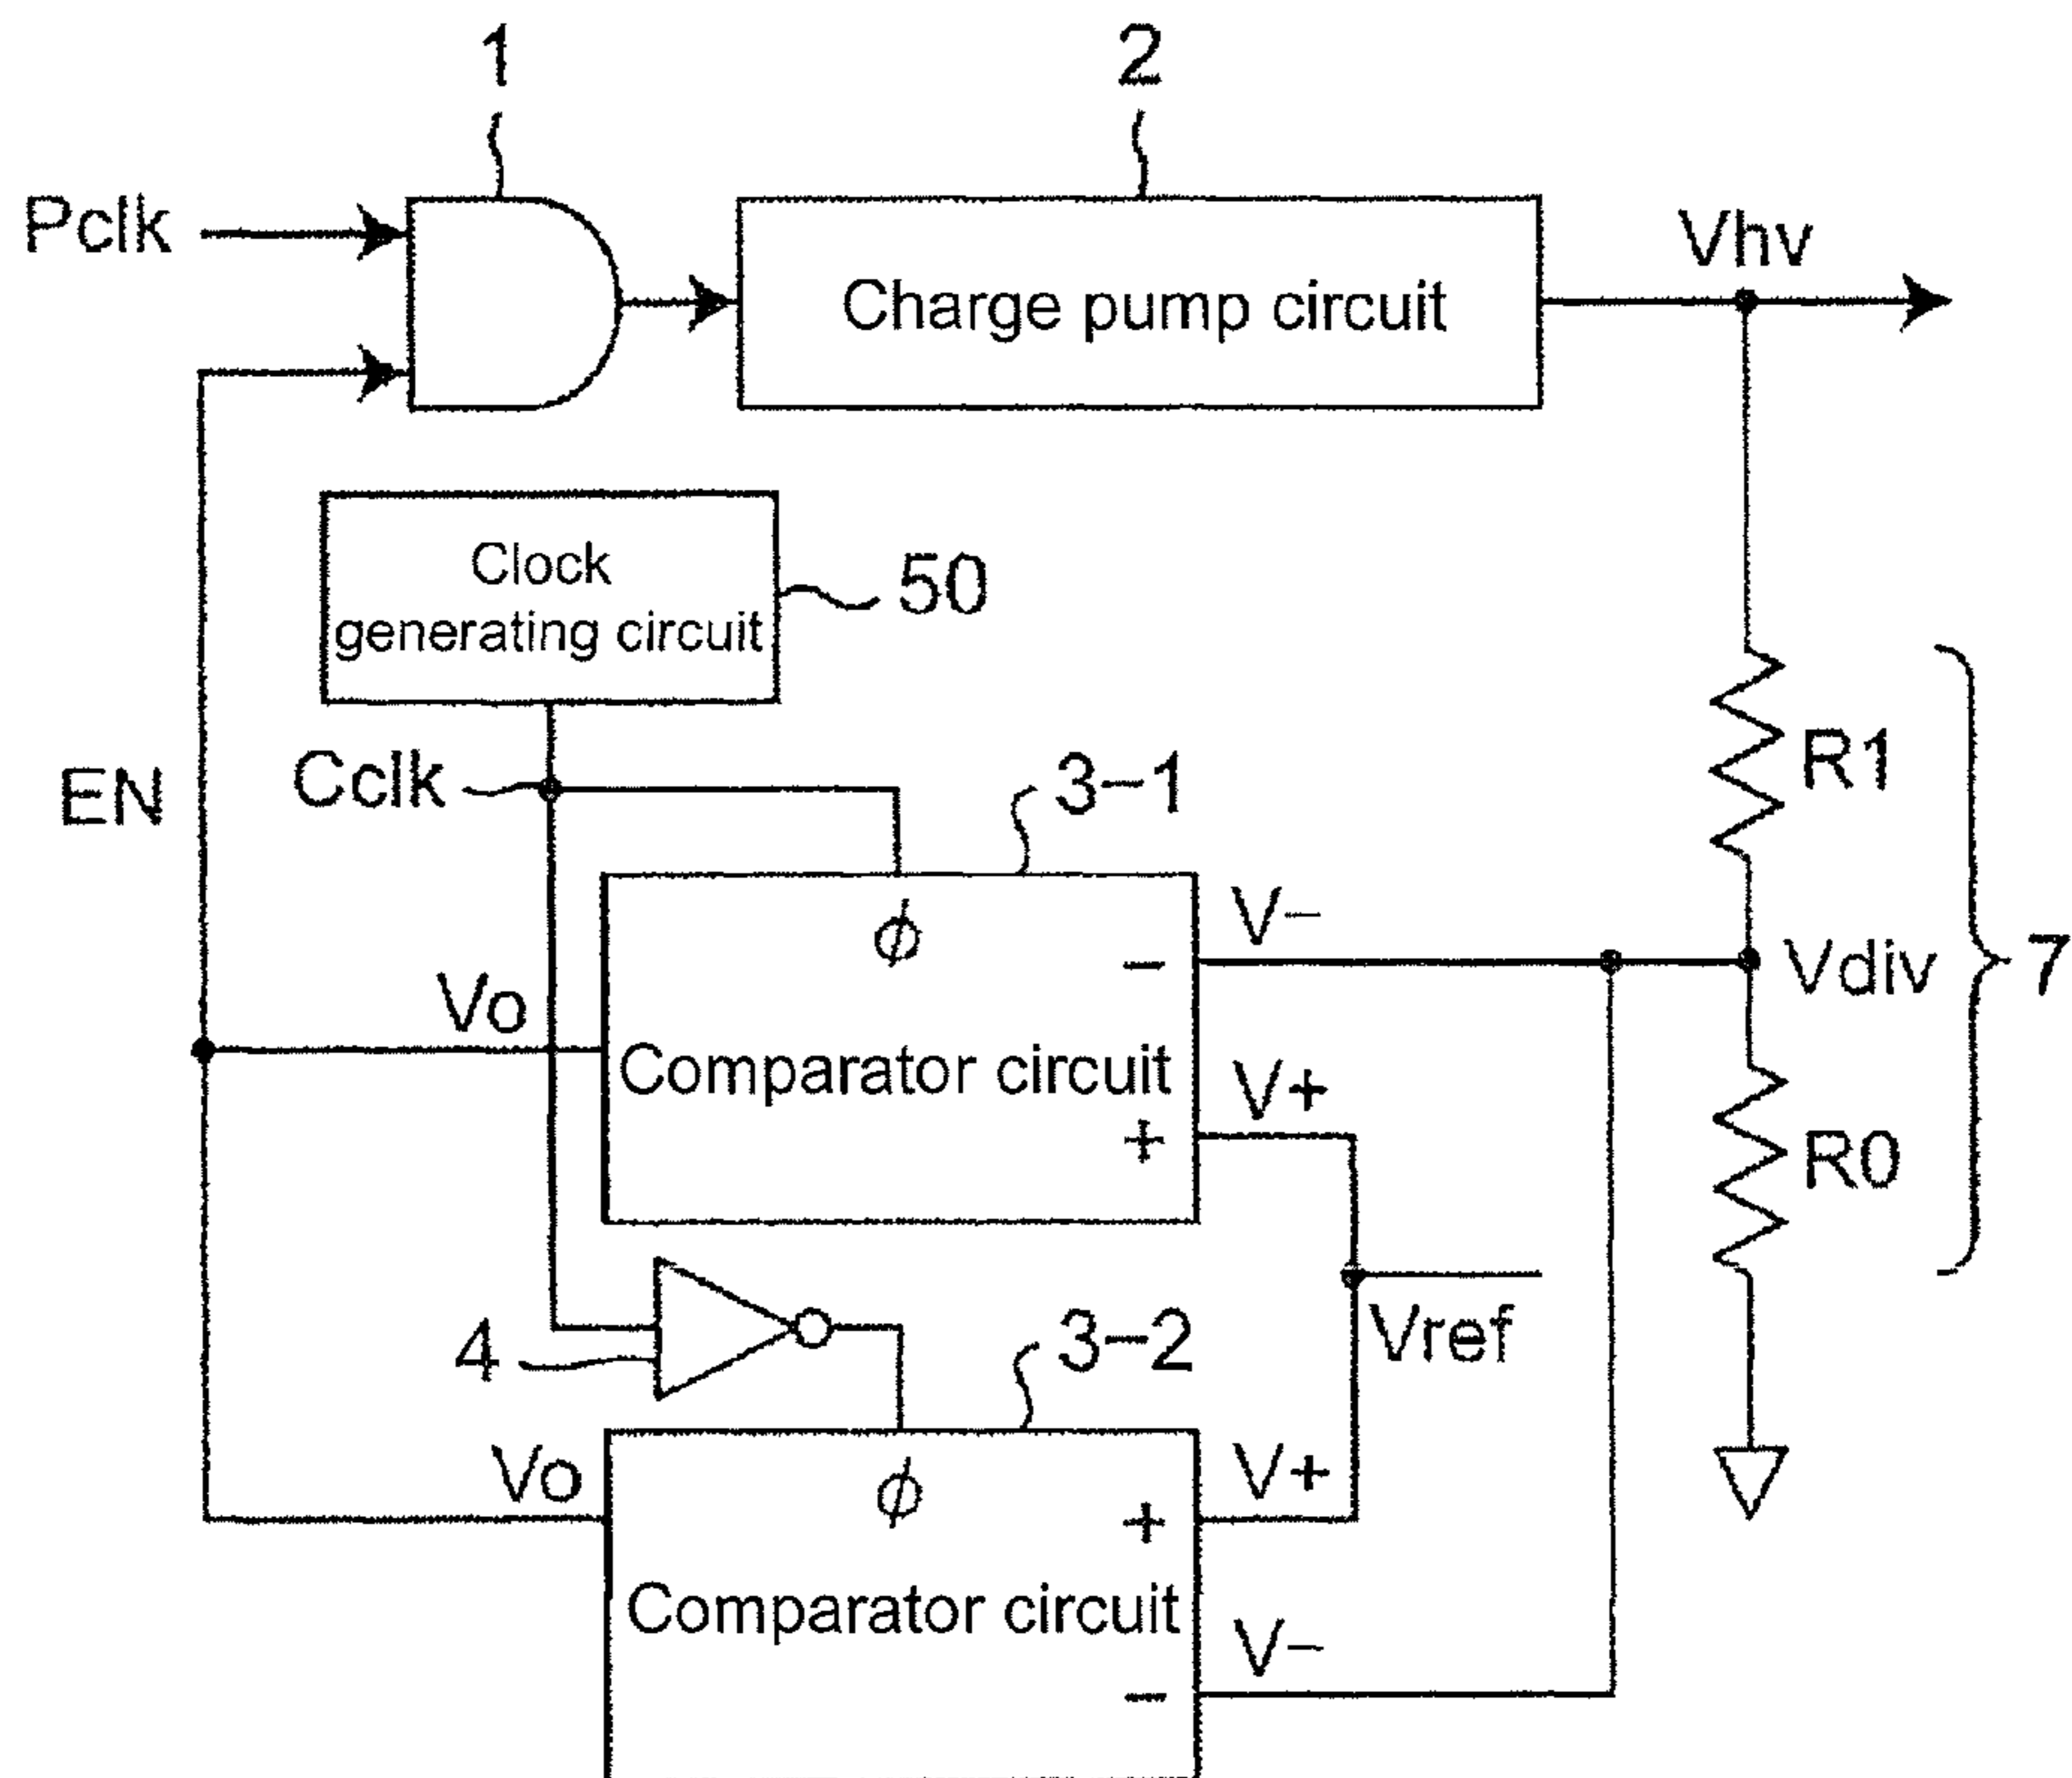 1
2
Pclk
Charge pump circuit
Vhv
Clock
generating circuit
50
EN
Cclk
3–1
R1
ϕ
V–
–
Vdiv
7
Vo
Comparator circuit
V+
+
R0
4
3–2
Vref
Vo
ϕ
V+
+
Comparator circuit
V–
–